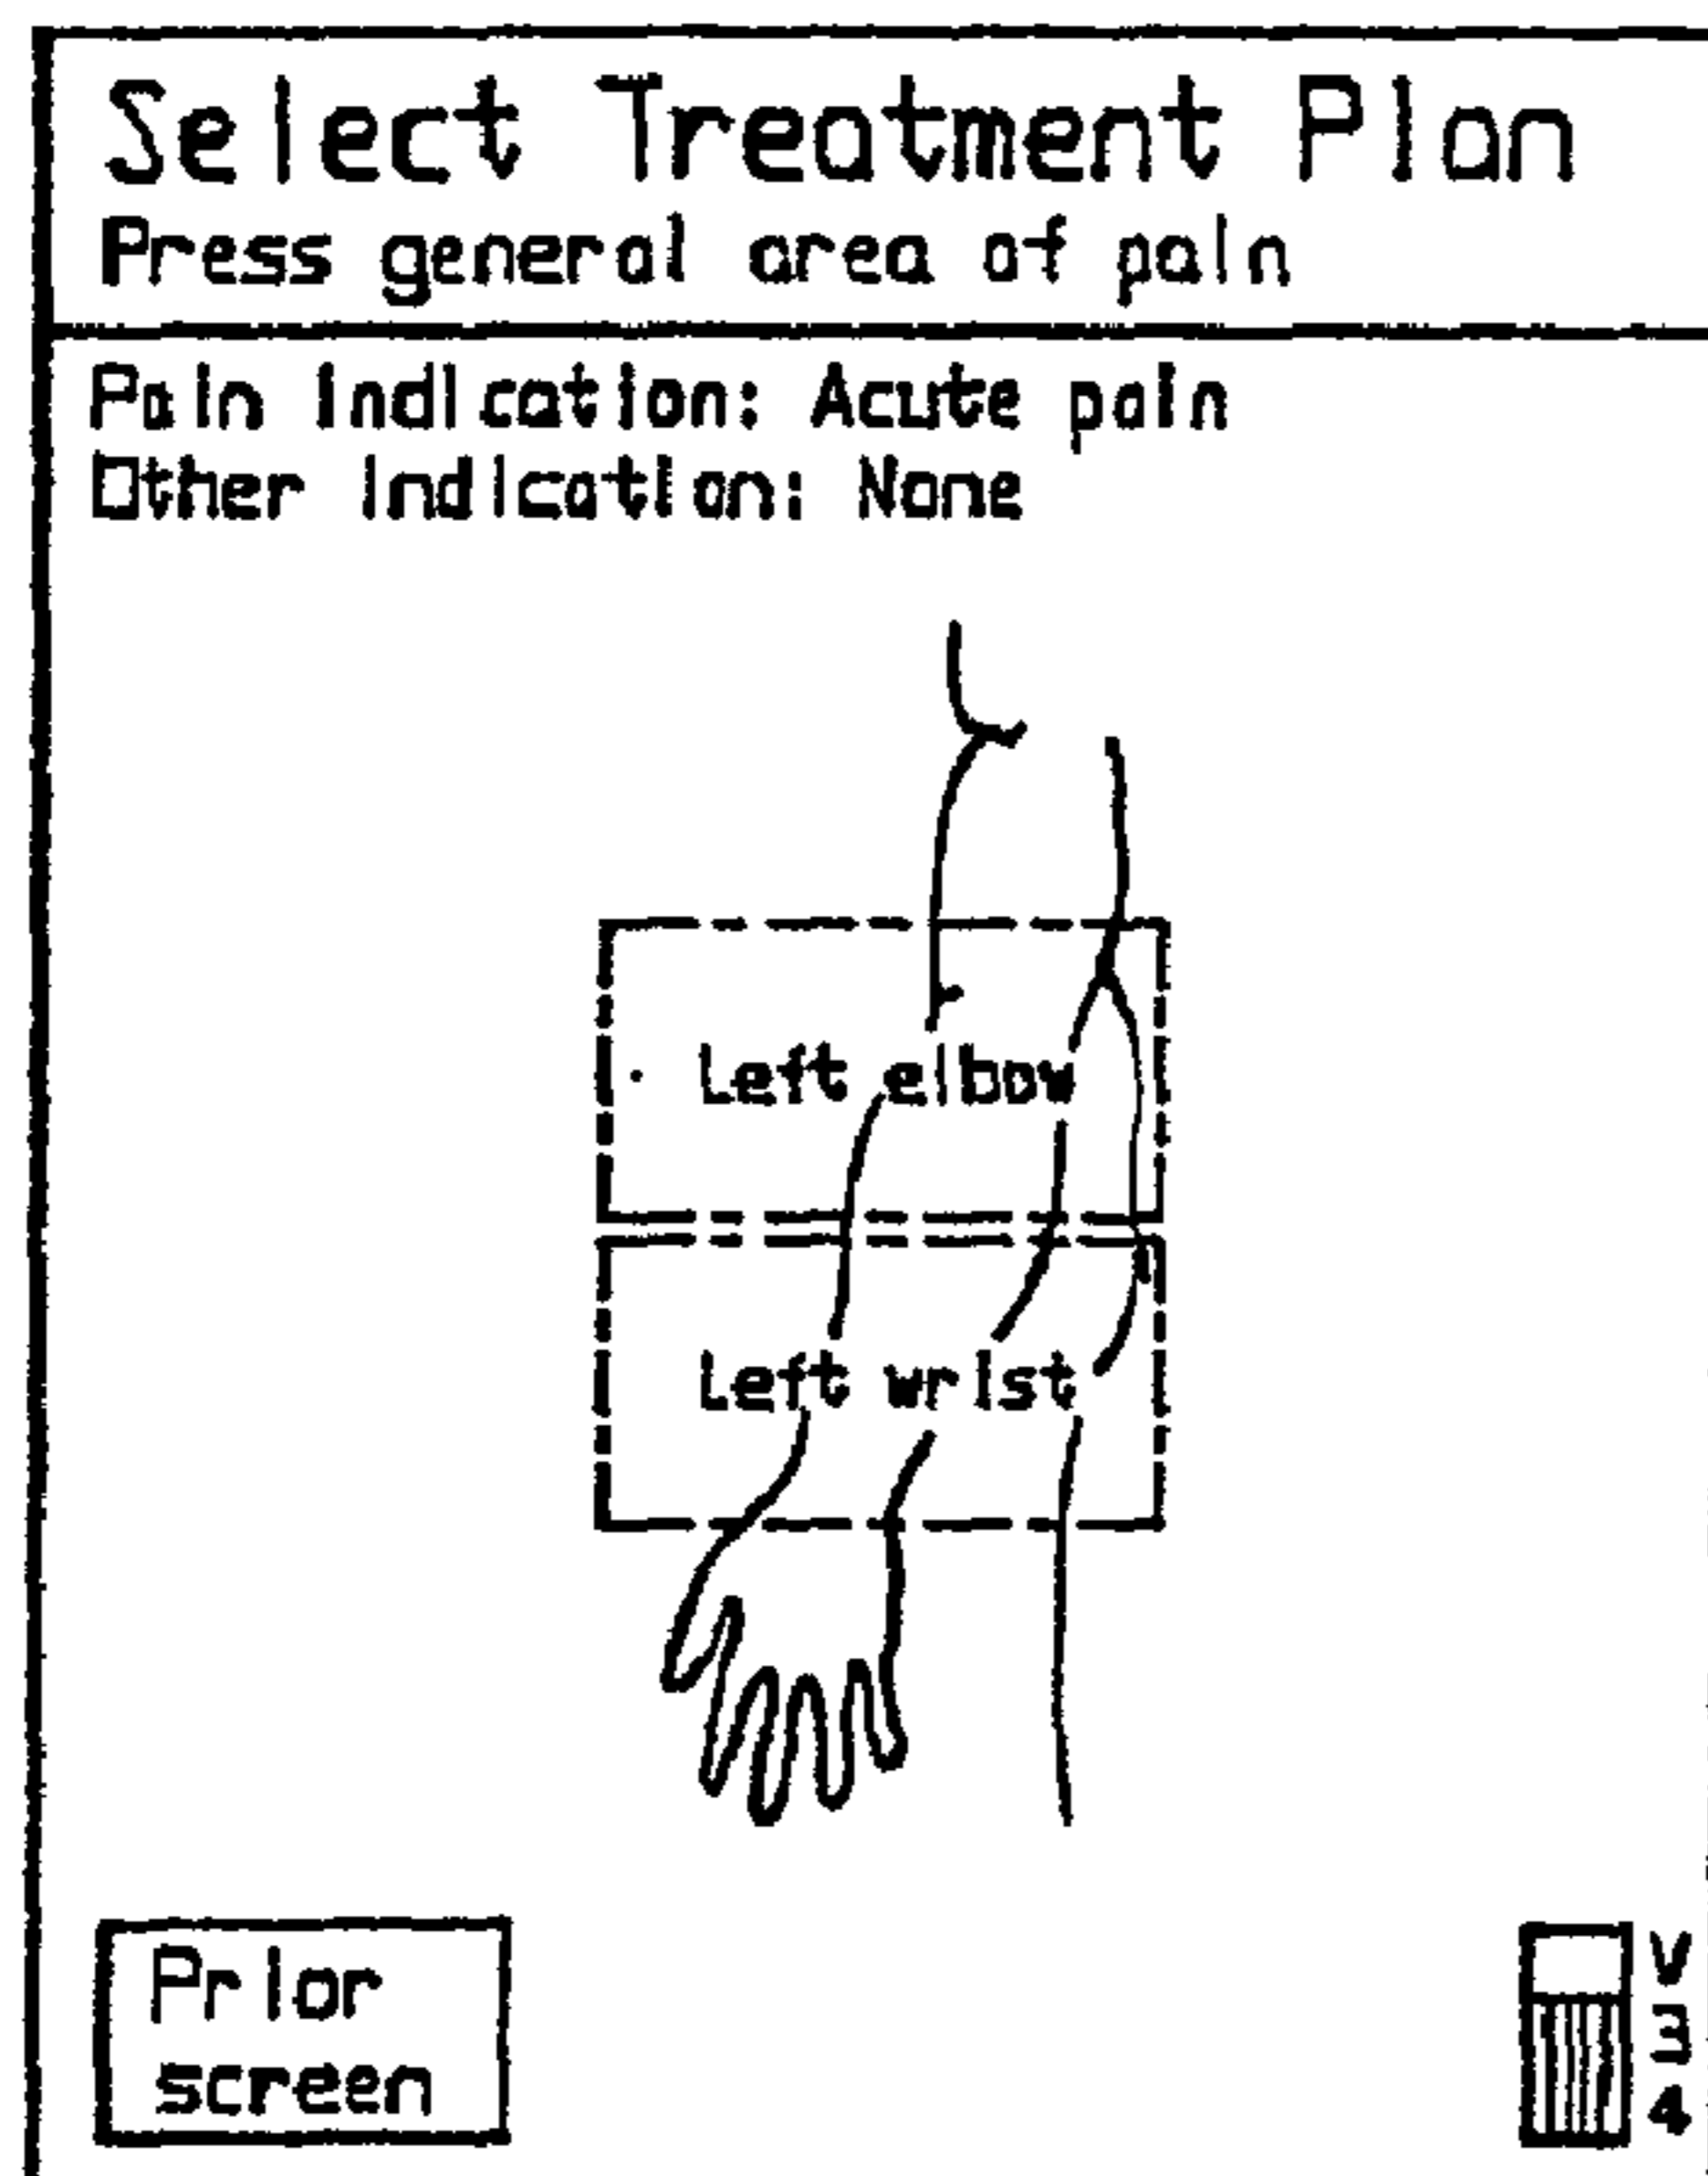 Select Treatment Plan
Press general area of pain
Pain Indication: Acute pain
Other Indication: None
Left elbow
Left wrist
Prior
screen
V
3
4